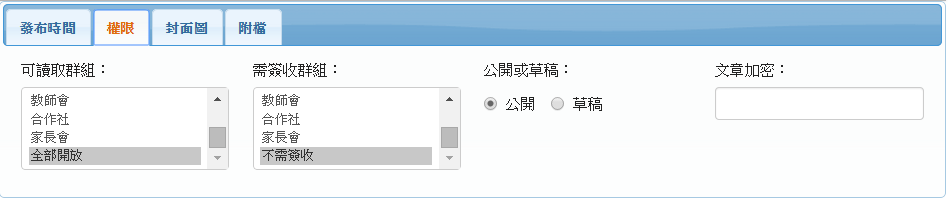 發布時間 權限 封面圖 附檔
可讀取群組： 需簽收群組： 公開或草稿： 文章加密：
教師會 教師會
合作社 合作社 公開 草稿
家長會 家長會
全部開放 不需簽收